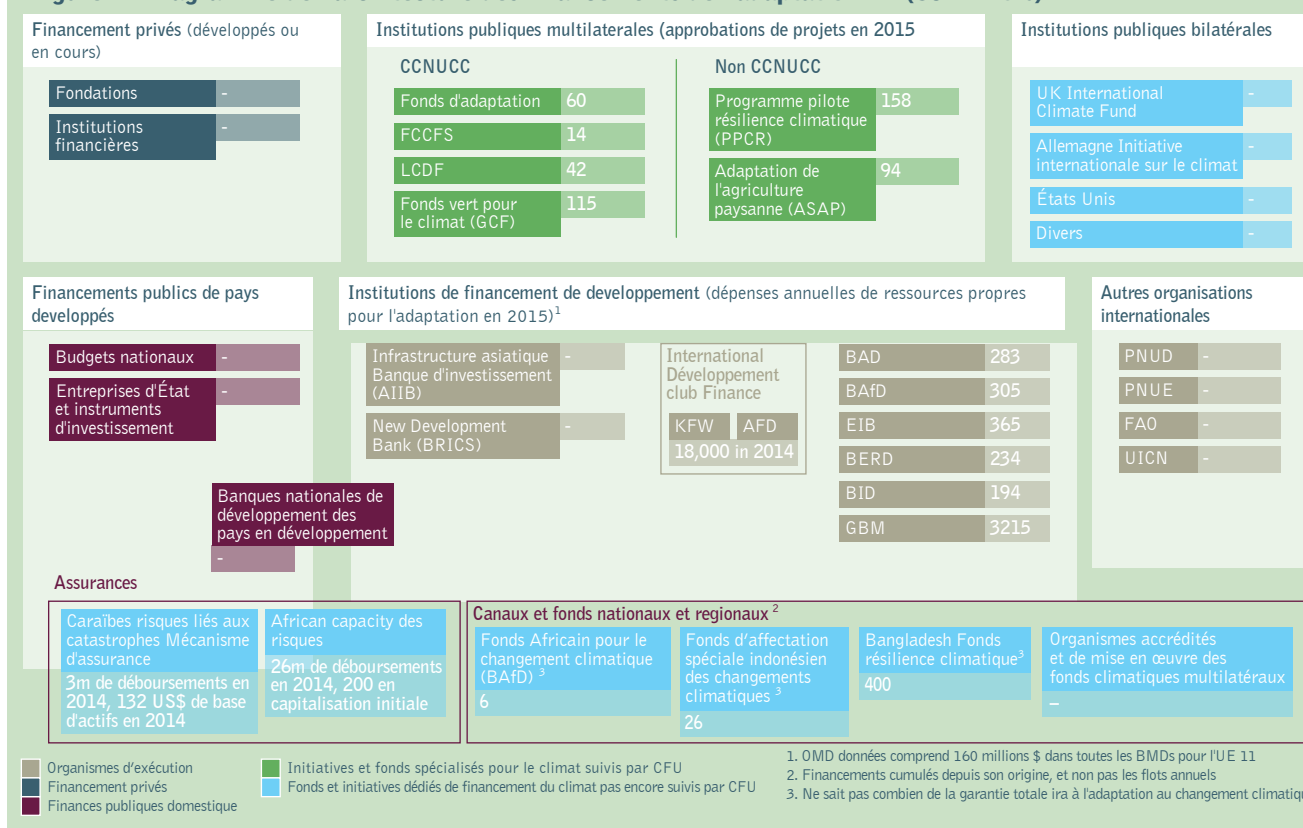 Financement privés (développés ou
en cours)
Fondations -
Institutions
financières -
Institutions publiques multilaterales (approbations de projets en 2015
CCNUCC
Fonds d'adaptation 60
FCCFS 14
LCDF 42
Fonds vert pour
le climat (GCF) 115
Non CCNUCC
Programme pilote
résilience climatique
(PPCR) 158
Adaptation de
l'agriculture
paysanne (ASAP) 94
Institutions publiques bilatérales
UK International
Climate Fund -
Allemagne Initiative
internationale sur le climat -
États Unis -
Divers -
Financements publics de pays
developpés
Budgets nationaux -
Entreprises d'État
et instruments
d'investissement -
Banques nationales de
développement des
pays en développement
-
Institutions de financement de developpement (dépenses annuelles de ressources propres
pour l'adaptation en 2015)1
Infrastructure asiatique
Banque d'investissement
(AIIB) -
New Development
Bank (BRICS) -
International
Développement
club Finance
KFW AFD
18,000 in 2014
BAD 283
BAfD 305
EIB 365
BERD 234
BID 194
GBM 3215
Autres organisations
internationales
PNUD -
PNUE -
FAO -
UICN -
Assurances
Caraïbes risques liés aux
catastrophes Mécanisme
d'assurance
3m de déboursements en
2014, 132 US$ de base
d'actifs en 2014
African capacity des
risques
26m de déboursements
en 2014, 200 en
capitalisation initiale
Canaux et fonds nationaux et regionaux 2
Fonds Africain pour le
changement climatique
(BAfD) 3
6
Fonds d'affectation
spéciale indonésien
des changements
climatiques 3
26
Bangladesh Fonds
résilience climatique3
400
Organismes accrédités
et de mise en œuvre des
fonds climatiques multilatéraux
–
Organismes d'exécution
Financement privés
Finances publiques domestique
Initiatives et fonds spécialisés pour le climat suivis par CFU
Fonds et initiatives dédiés de financement du climat pas encore suivis par CFU
1. OMD données comprend 160 millions $ dans toutes les BMDs pour l'UE 11
2. Financements cumulés depuis son origine, et non pas les flots annuels
3. Ne sait pas combien de la garantie totale ira à l'adaptation au changement